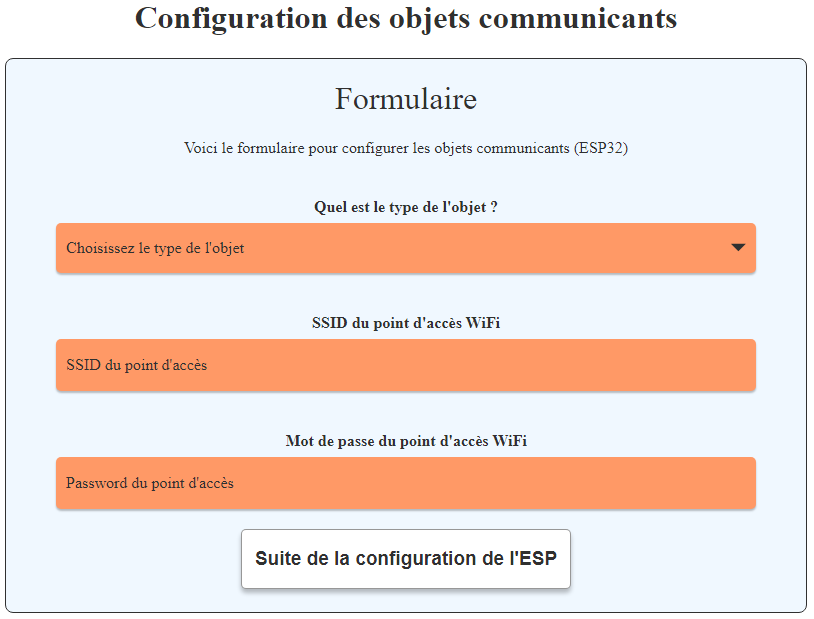 Configuration des objets communicants
Formulaire
Voici le formulaire pour configurer les objets communicants (ESP32)
Quel est le type de l'objet ?
Choisissez le type de l'objet
SSID du point d'accès WiFi
SSID du point d'accès
Mot de passe du point d'accès WiFi
Password du point d'accès
Suite de la configuration de l'ESP